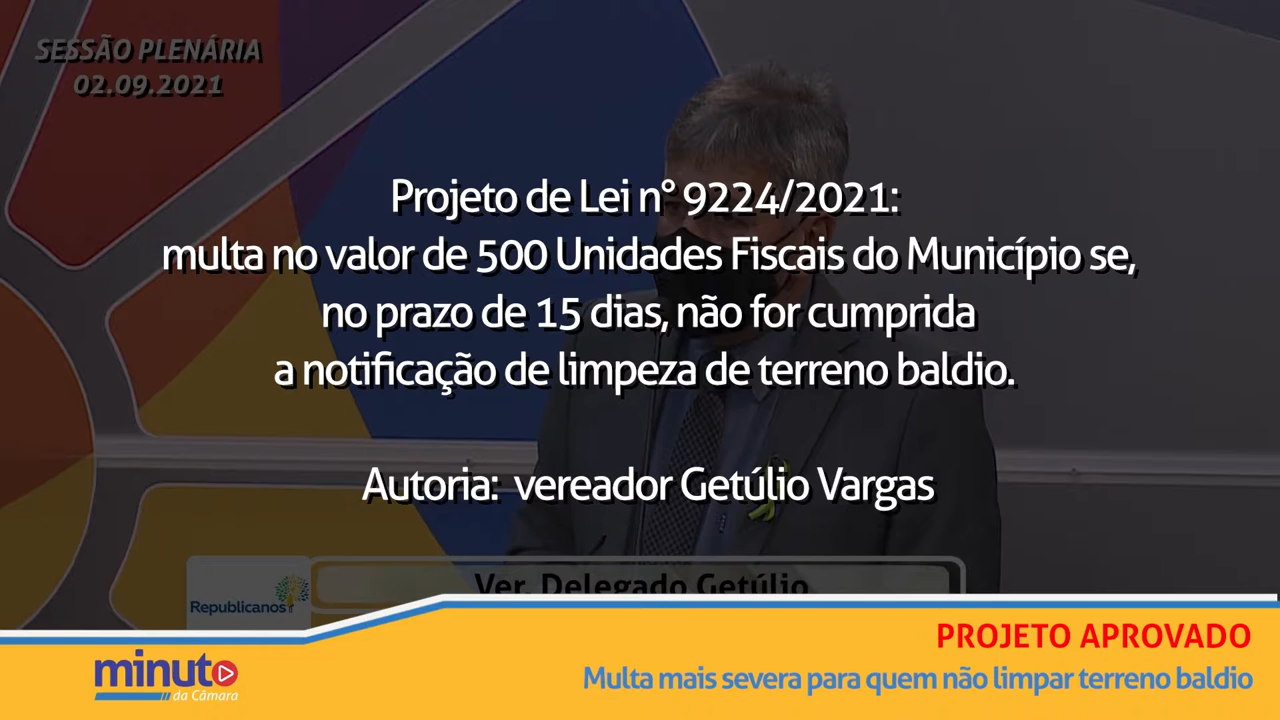 SESSÃO PLENÁRIA
02.09.2021
Projeto de Lei n° 9224/2021:
multa no valor de 500 Unidades Fiscais do Município se,
no prazo de 15 dias, não for cumprida
a notificação de limpeza de terreno baldio.
Autoria: vereador Getúlio Vargas
Republicanos
Ver. Delegado Getúlio
PROJETO APROVADO
minuto
da Câmara
Multa mais severa para quem não limpar terreno baldio